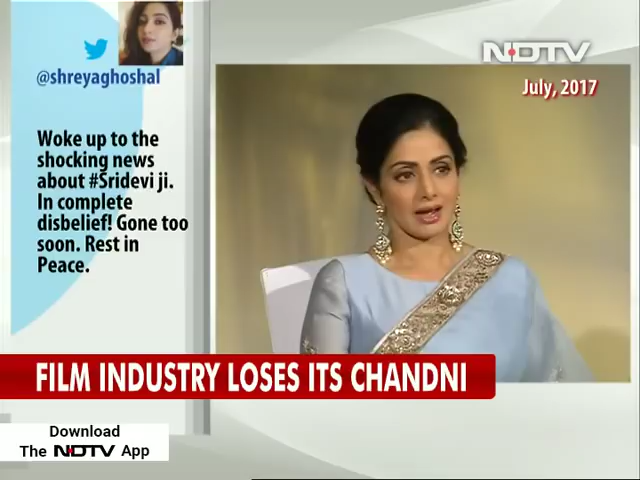 @shreyaghoshal
NDTV
July, 2017
Woke up to the
shocking news
about #Sridevi ji.
In complete
disbelief! Gone too
soon. Rest in
Peace.
FILM INDUSTRY LOSES ITS CHANDNI
Download
The NDTV App